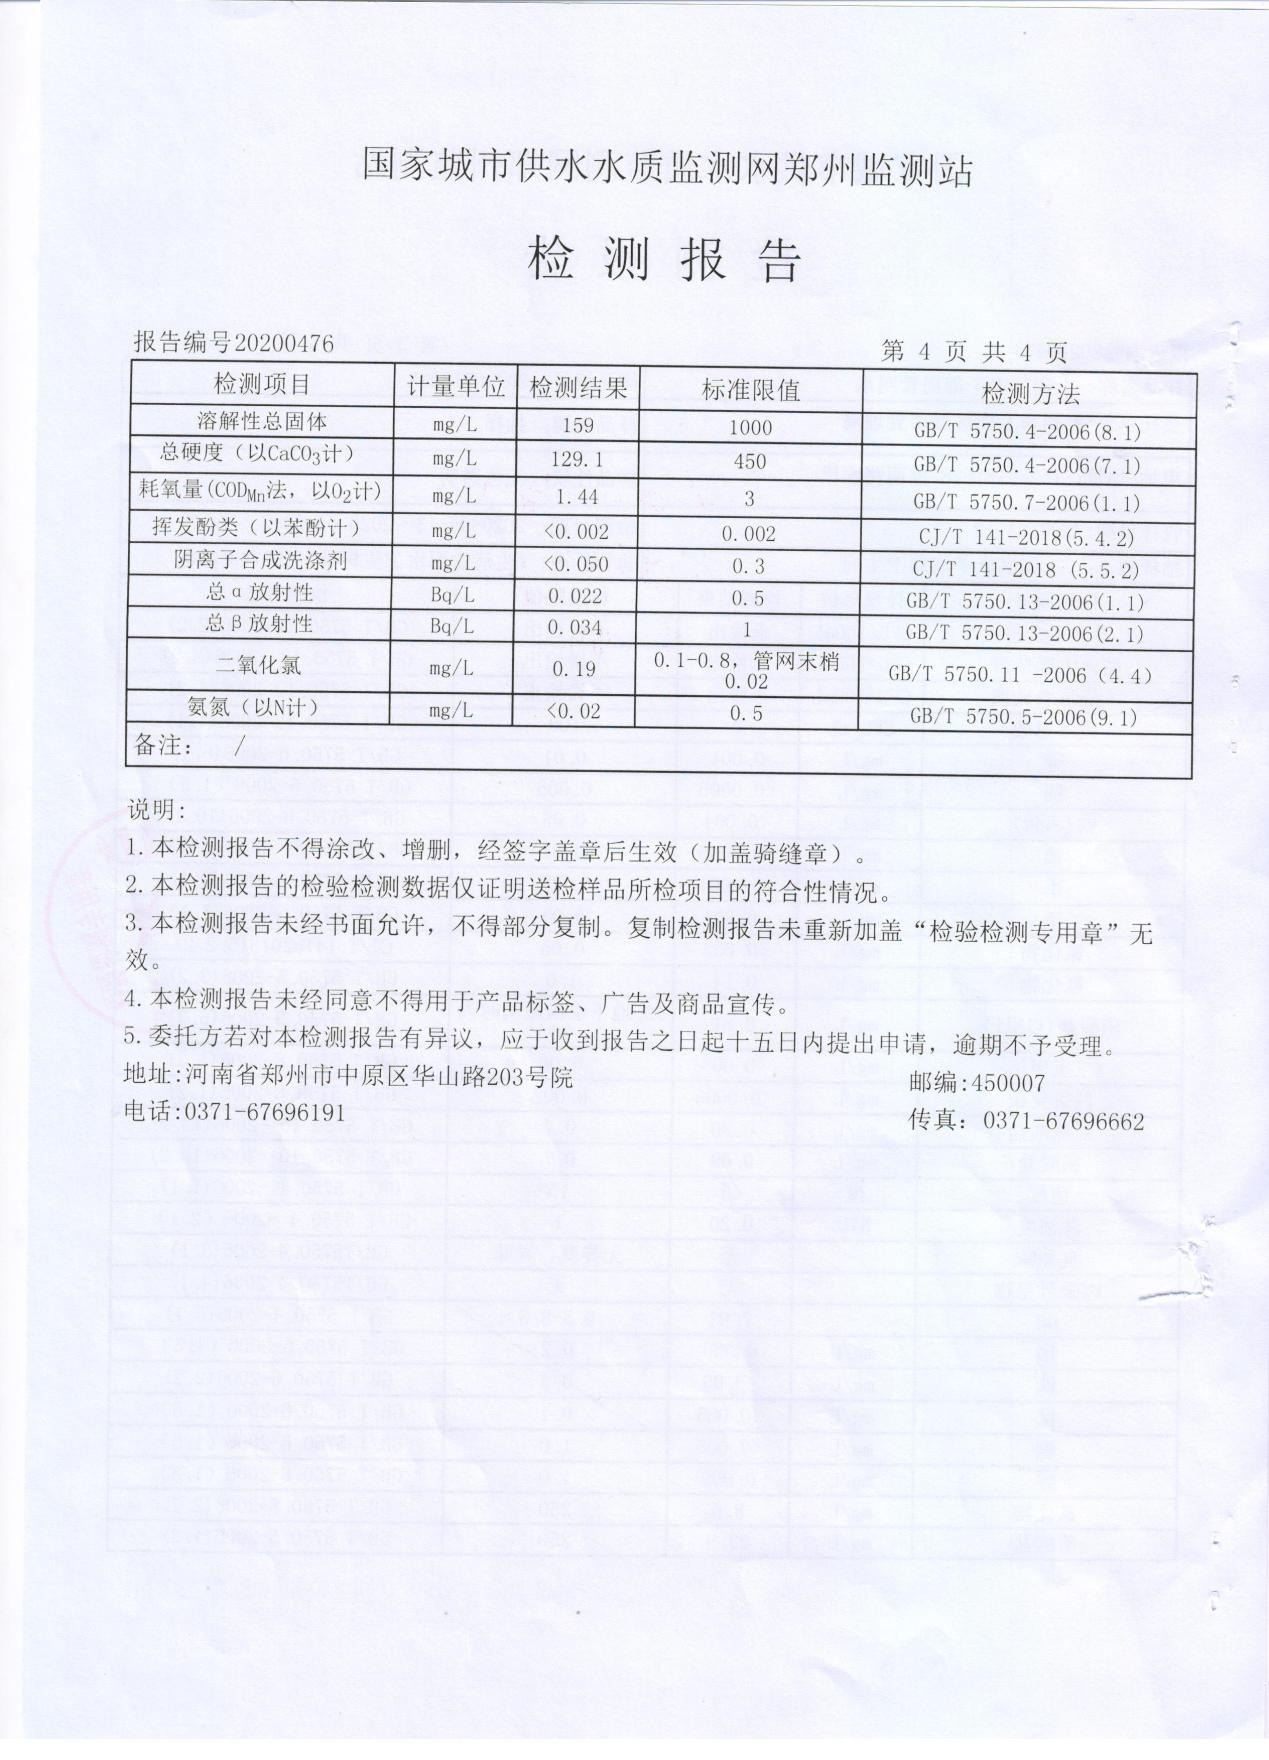 国家城市供水水质监测网郑州监测站
检 测 报 告
报告编号20200476
第 4 页 共 4 页
检测项目 计量单位 检测结果 标准限值 检测方法
溶解性总固体 mg/L 159 1000 GB/T 5750.4-2006(8.1)
总硬度（以CaCO3计） mg/L 129.1 450 GB/T 5750.4-2006(7.1)
耗氧量(CODMn法，以O2计) mg/L 1.44 3 GB/T 5750.7-2006(1.1)
挥发酚类（以苯酚计） mg/L <0.002 0.002 CJ/T 141-2018(5.4.2)
阴离子合成洗涤剂 mg/L <0.050 0.3 CJ/T 141-2018 (5.5.2)
总α放射性 Bq/L 0.022 0.5 GB/T 5750.13-2006(1.1)
总β放射性 Bq/L 0.034 1 GB/T 5750.13-2006(2.1)
二氧化氯 mg/L 0.19 0.1-0.8，管网末梢 0.02 GB/T 5750.11 -2006（4.4）
氨氮（以N计） mg/L <0.02 0.5 GB/T 5750.5-2006(9.1)
备注： /
说明：
1. 本检测报告不得涂改、增删，经签字盖章后生效（加盖骑缝章）。
2. 本检测报告的检验检测数据仅证明送检样品所检项目的符合性情况。
3. 本检测报告未经书面允许，不得部分复制。复制检测报告未重新加盖“检验检测专用章”无
效。
4. 本检测报告未经同意不得用于产品标签、广告及商品宣传。
5. 委托方若对本检测报告有异议，应于收到报告之日起十五日内提出申请，逾期不予受理。
地址:河南省郑州市中原区华山路203号院
邮编:450007
电话:0371-67696191
传真：0371-67696662